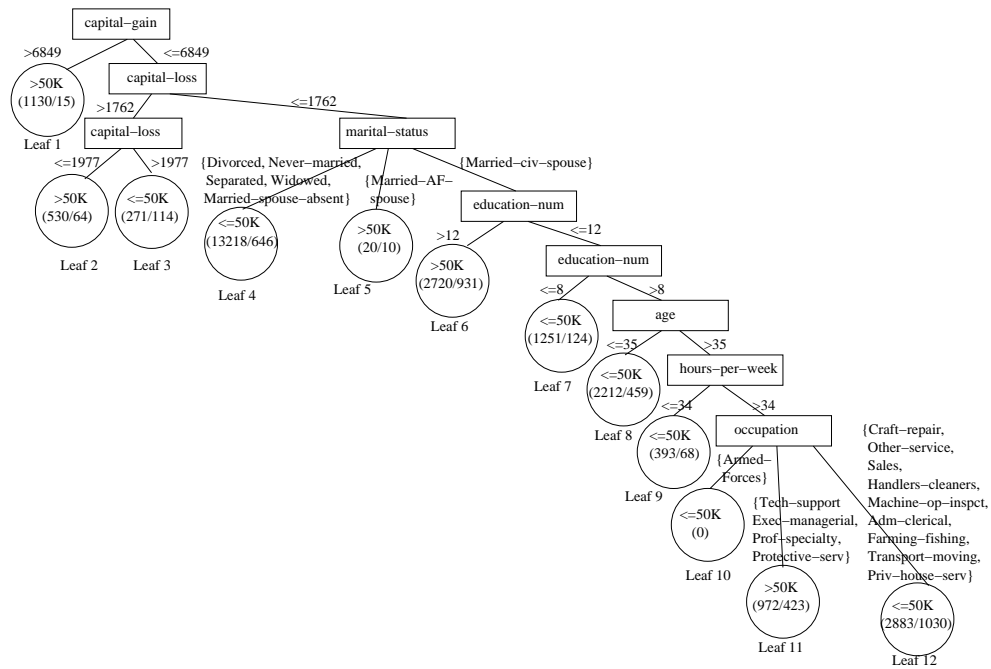 capital−gain
>6849
<=6849
>50K
(1130/15)
Leaf 1
capital−loss
>1762
<=1762
capital−loss
<=1977
>1977
>50K
(530/64)
Leaf 2
<=50K
(271/114)
Leaf 3
marital−status
{Divorced, Never−married,
Separated, Widowed,
Married−spouse−absent}
{Married−AF−
spouse}
{Married−civ−spouse}
<=50K
(13218/646)
Leaf 4
>50K
(20/10)
Leaf 5
education−num
>12
<=12
>50K
(2720/931)
Leaf 6
education−num
<=8
>8
<=50K
(1251/124)
Leaf 7
age
<=35
>35
<=50K
(2212/459)
Leaf 8
hours−per−week
<=34
>34
<=50K
(393/68)
Leaf 9
occupation
{Armed−
Forces}
<=50K
(0)
Leaf 10
{Tech−support
Exec−managerial,
Prof−specialty,
Protective−serv}
>50K
(972/423)
Leaf 11
{Craft−repair,
Other−service,
Sales,
Handlers−cleaners,
Machine−op−inspct,
Adm−clerical,
Farming−fishing,
Transport−moving,
Priv−house−serv}
<=50K
(2883/1030)
Leaf 12